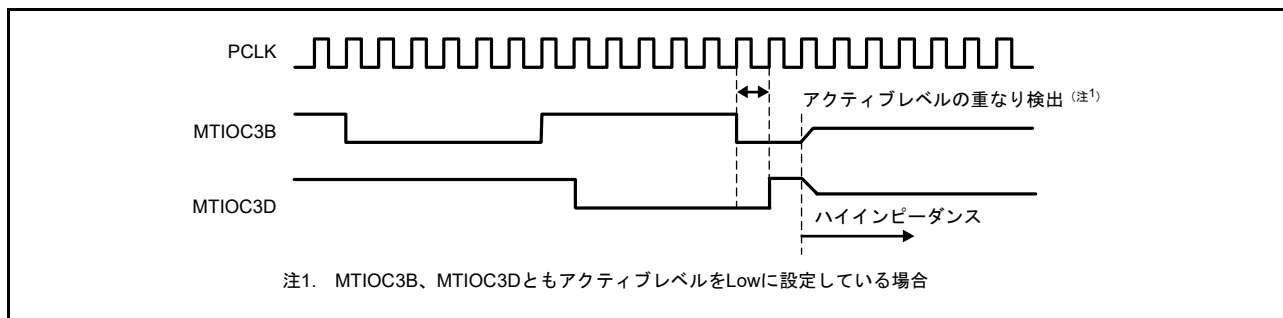 PCLK
アクティブレベルの重なり検出（注1）
MTIOC3B
MTIOC3D
ハイインピーダンス
注1. MTIOC3B、MTIOC3DともアクティブレベルをLowに設定している場合